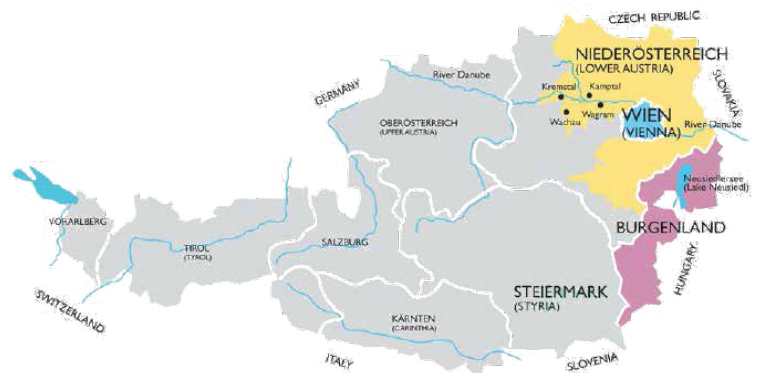 CZECH REPUBLIC
NIEDERÖSTERREICH
(LOWER AUSTRIA)
SLOVAKIA
GERMANY
River Danube
Kremstal
Kamptal
Wachau
Wagram
WIEN
(VIENNA)
River Danube
OBERÖSTERREICH
(UPPER AUSTRIA)
Neusiedlersee
(Lake Neusiedl)
VORARLBERG
TIROL
(TYROL)
SALZBURG
BURGENLAND
HUNGARY
SWITZERLAND
STEIERMARK
(STYRIA)
KÄRNTEN
(CARINTHIA)
ITALY
SLOVENIA